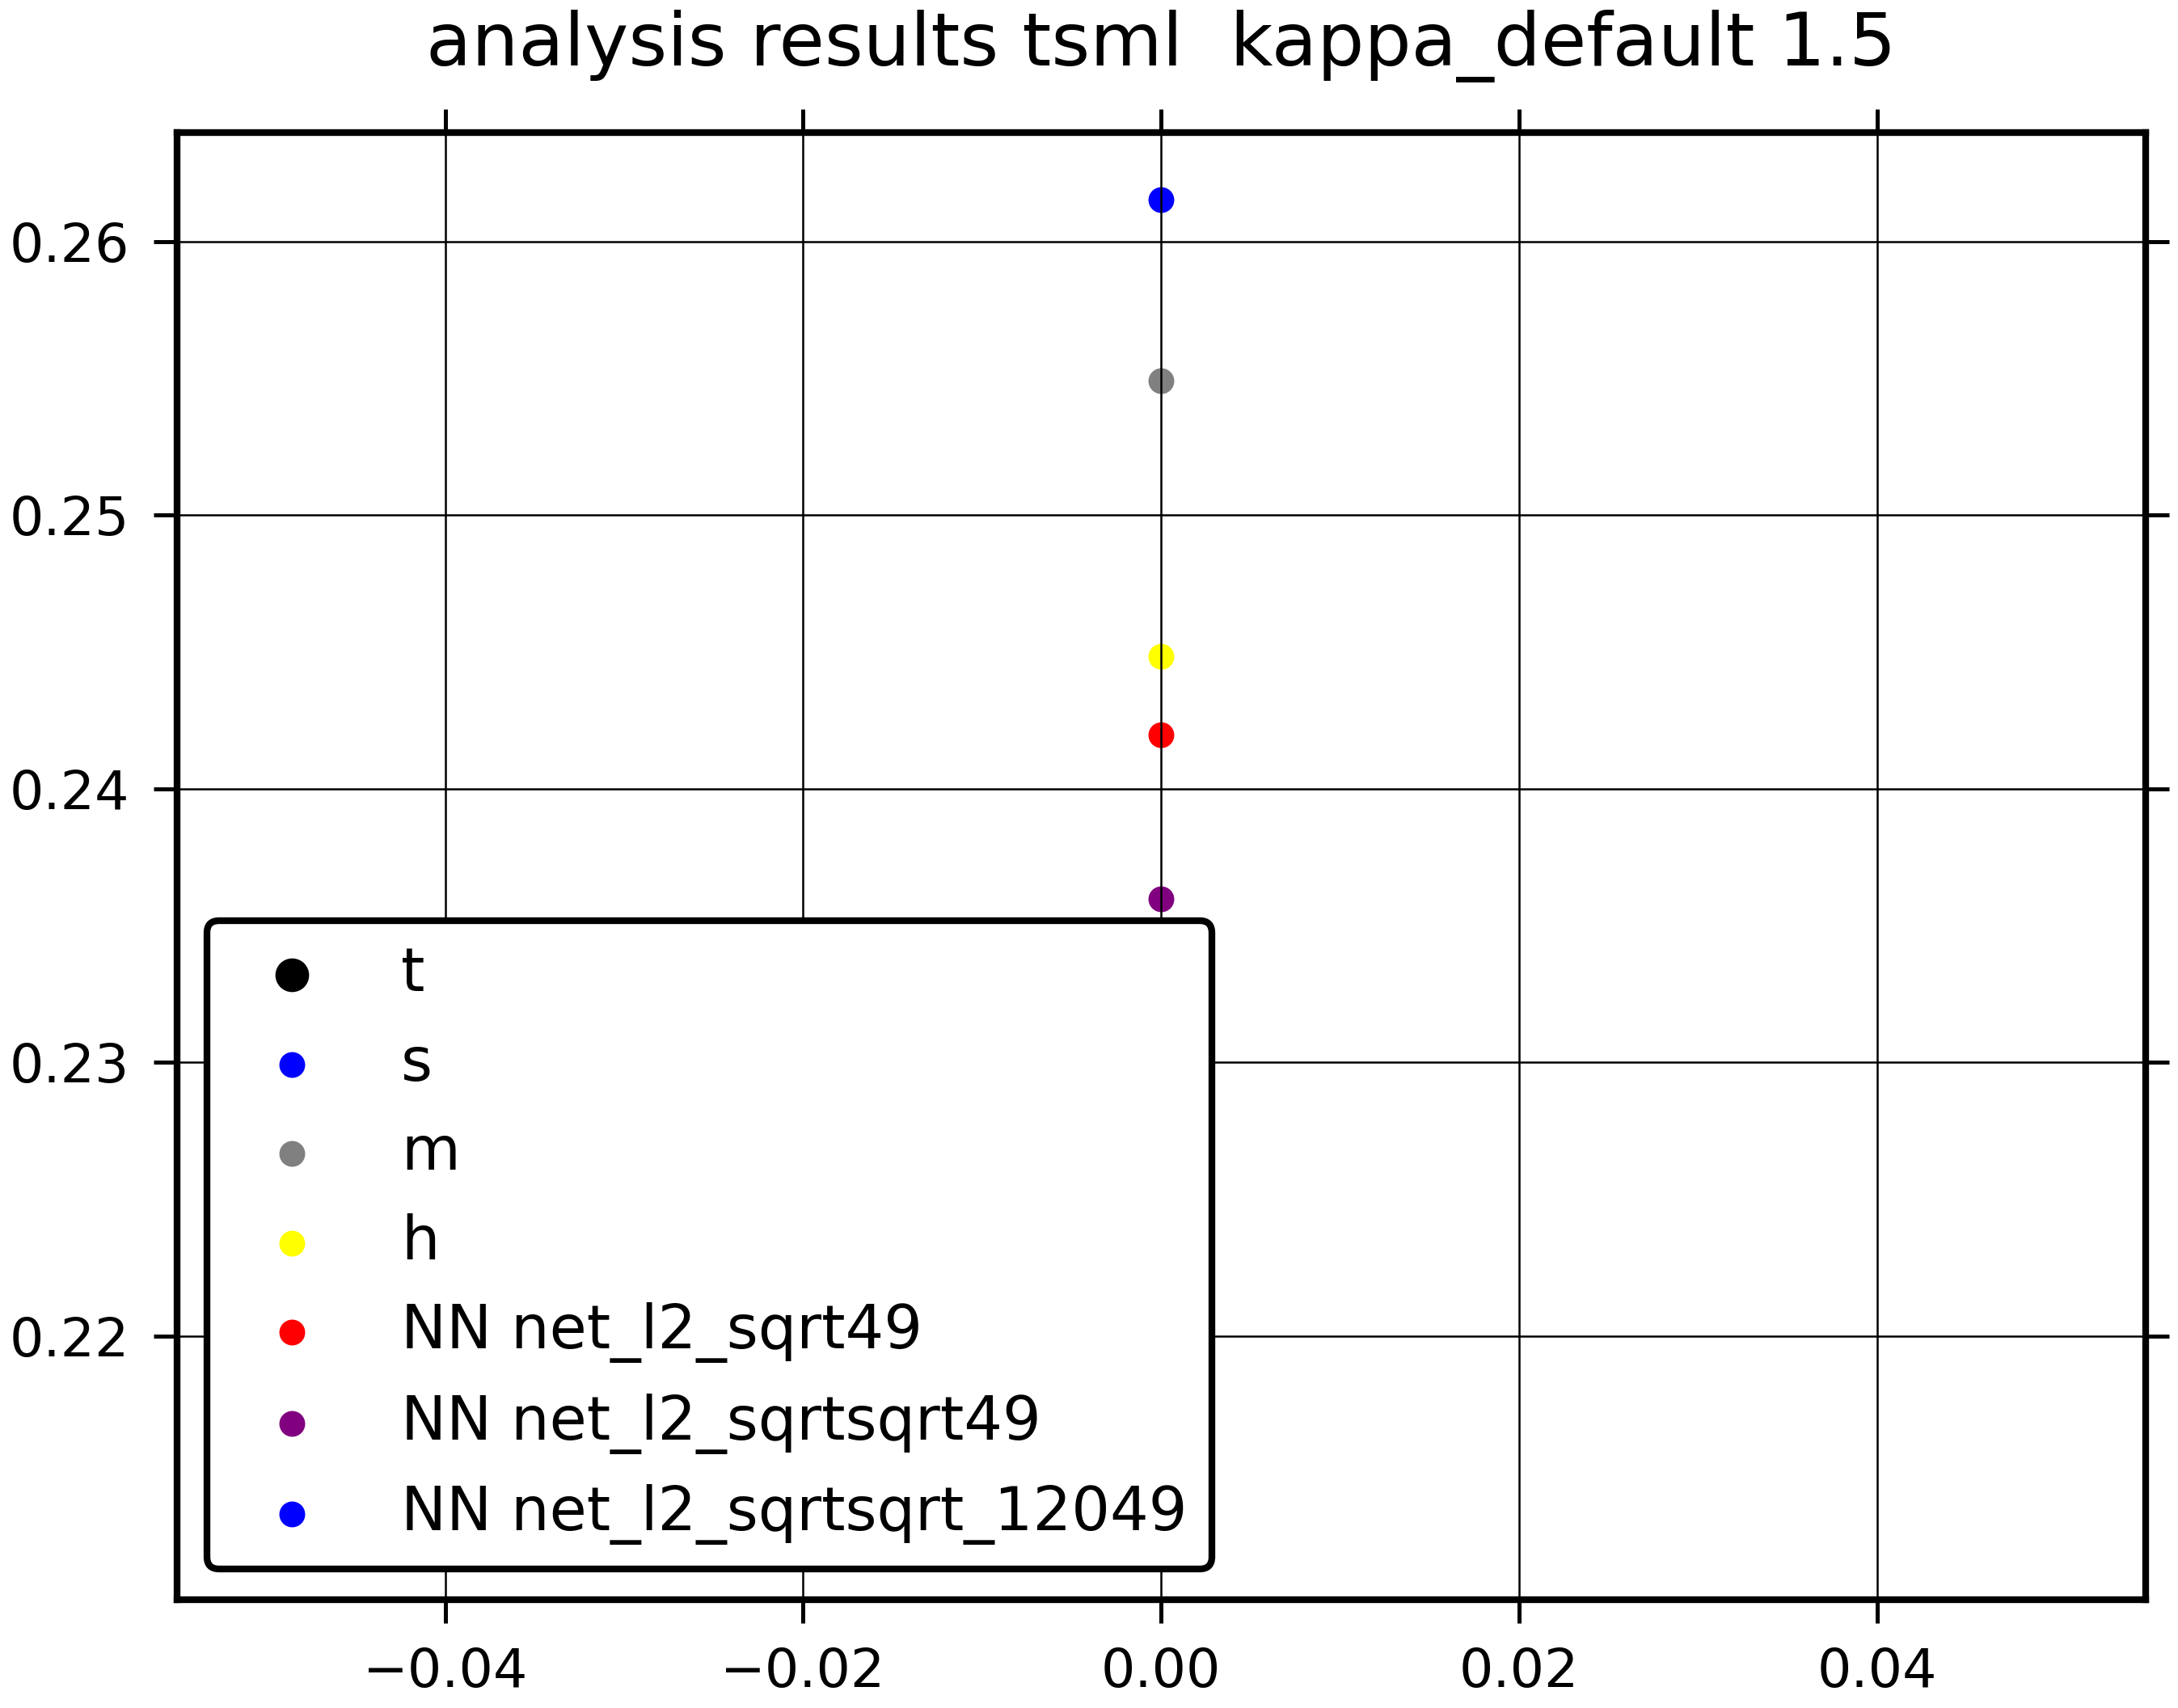 analysis results tsml  kappa_default 1.5
0.26
0.25
0.24
0.23
0.22
t
s
m
h
NN net_l2_sqrt49
NN net_l2_sqrtsqrt49
NN net_l2_sqrtsqrt_12049
−0.04
−0.02
0.00
0.02
0.04